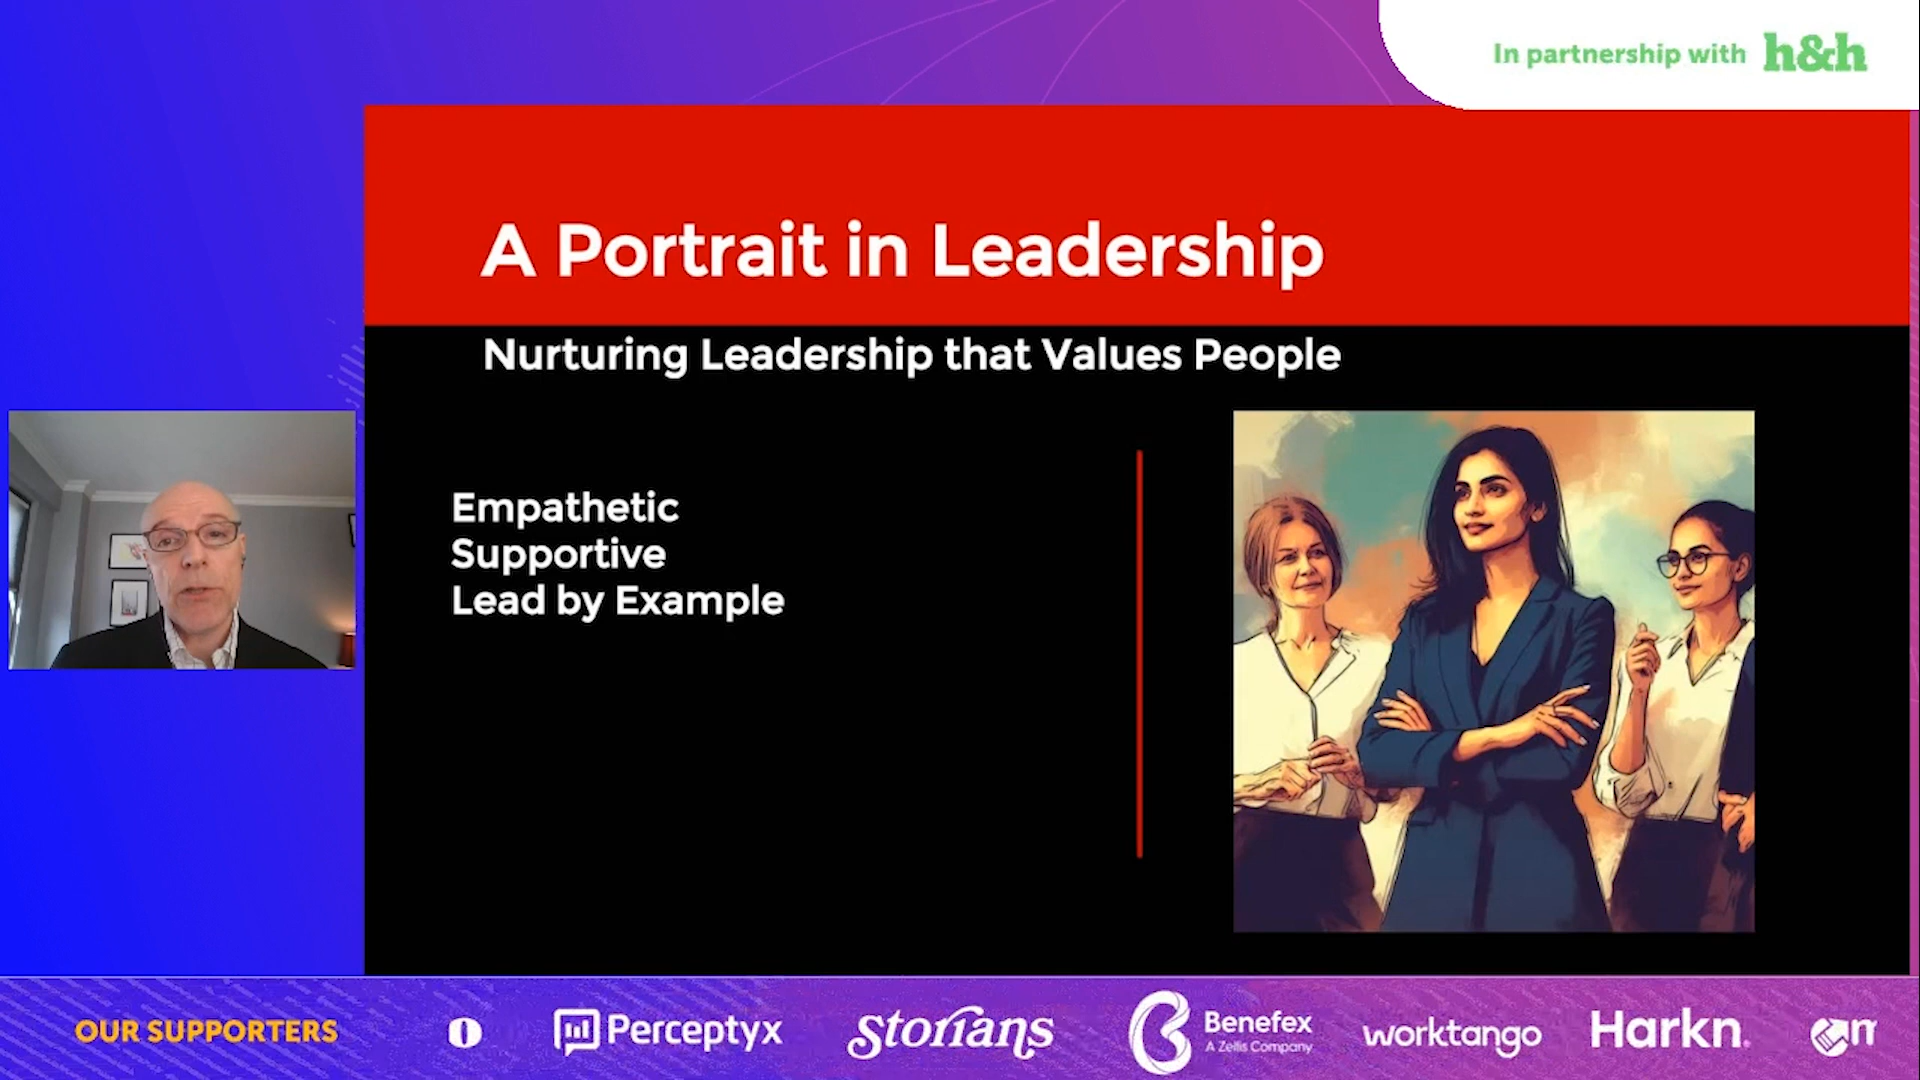 In partnership with h&h
A Portrait in Leadership
Nurturing Leadership that Values People
Empathetic
Supportive
Lead by Example
OUR SUPPORTERS
Perceptyx
Storians
Benefex
A Zellis Company
worktango
Harkn.